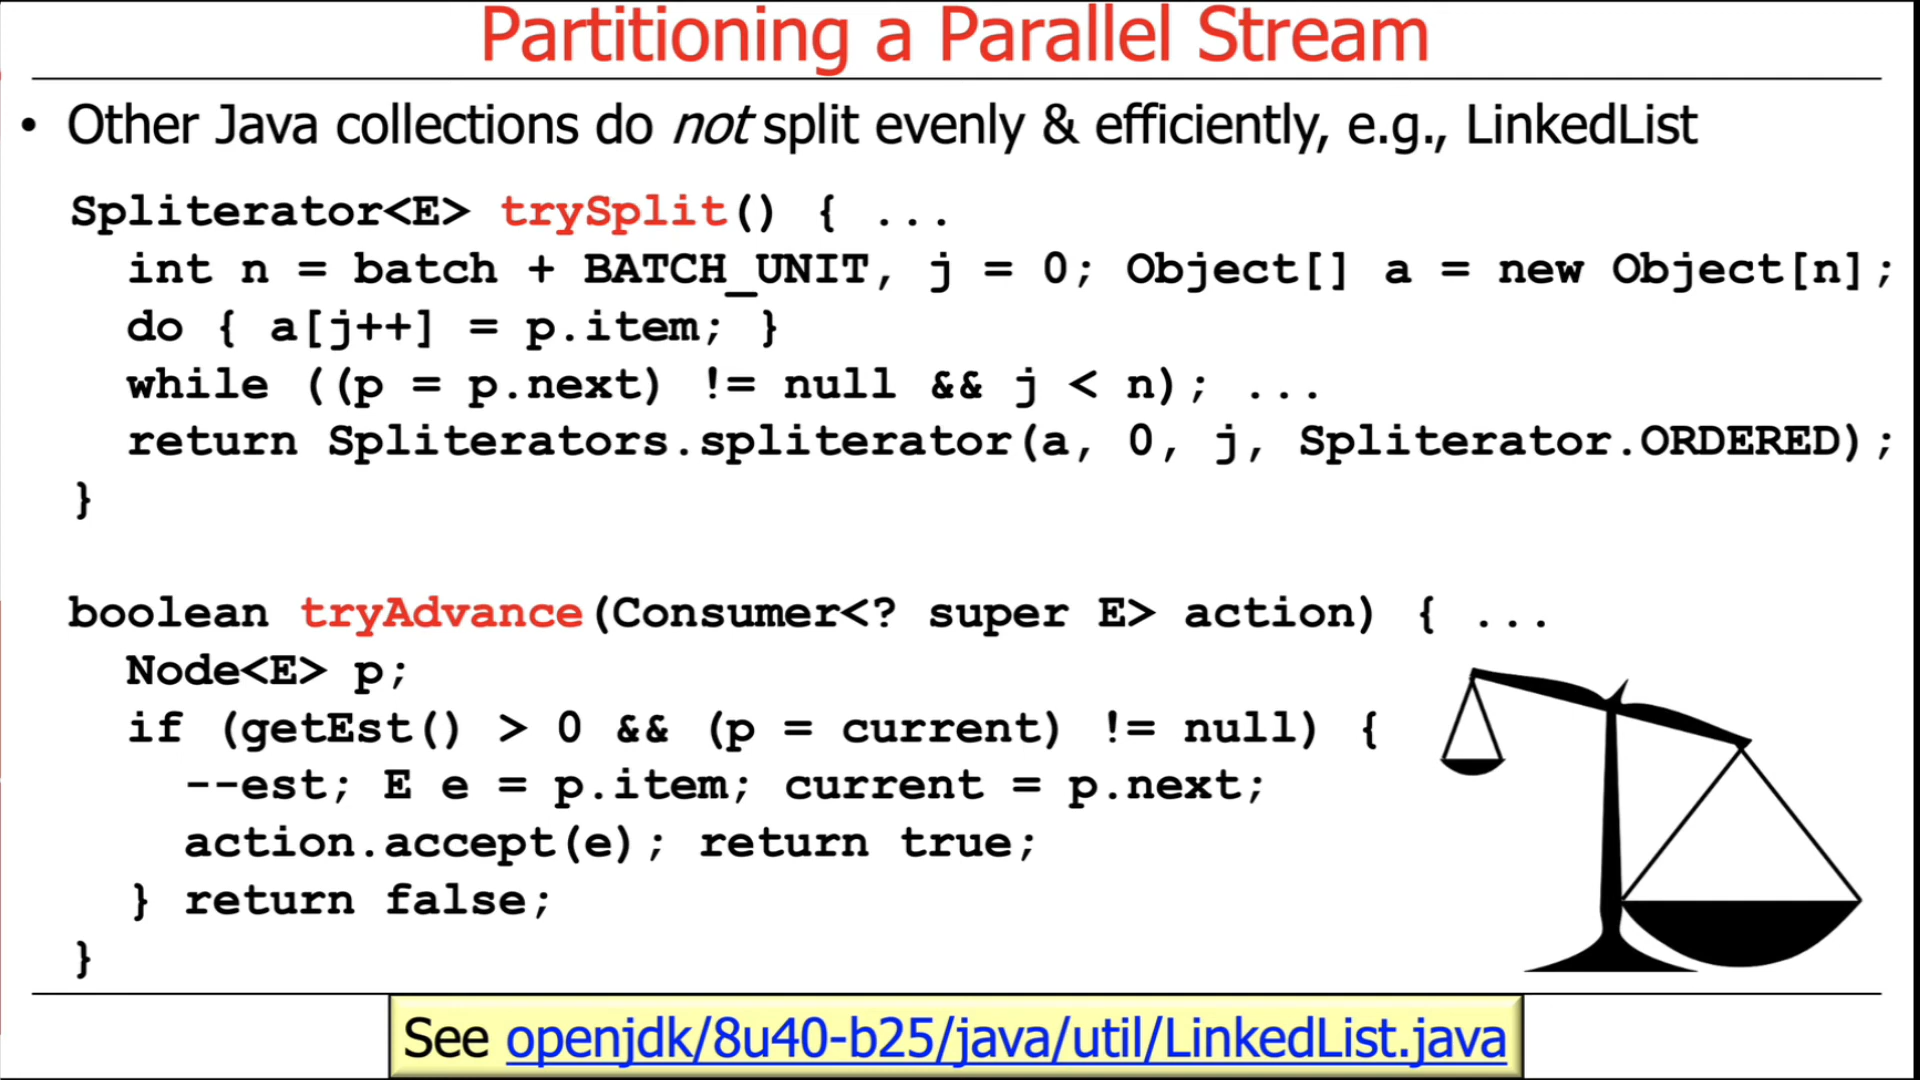 Partitioning a Parallel Stream
• Other Java collections do not split evenly & efficiently, e.g., LinkedList
Spliterator<E> trySplit() { ...
int n = batch + BATCH_UNIT, j = 0; Object[] a = new Object[n];
do { a[j++] = p.item; }
while ((p = p.next) != null && j < n); ...
return Spliterators.spliterator(a, 0, j, Spliterator.ORDERED);
}
boolean tryAdvance(Consumer<? super E> action) { ...
Node<E> p;
if (getEst() > 0 && (p = current) != null) {
--est; E e = p.item; current = p.next;
action.accept(e); return true;
} return false;
}
See openjdk/8u40-b25/java/util/LinkedList.java